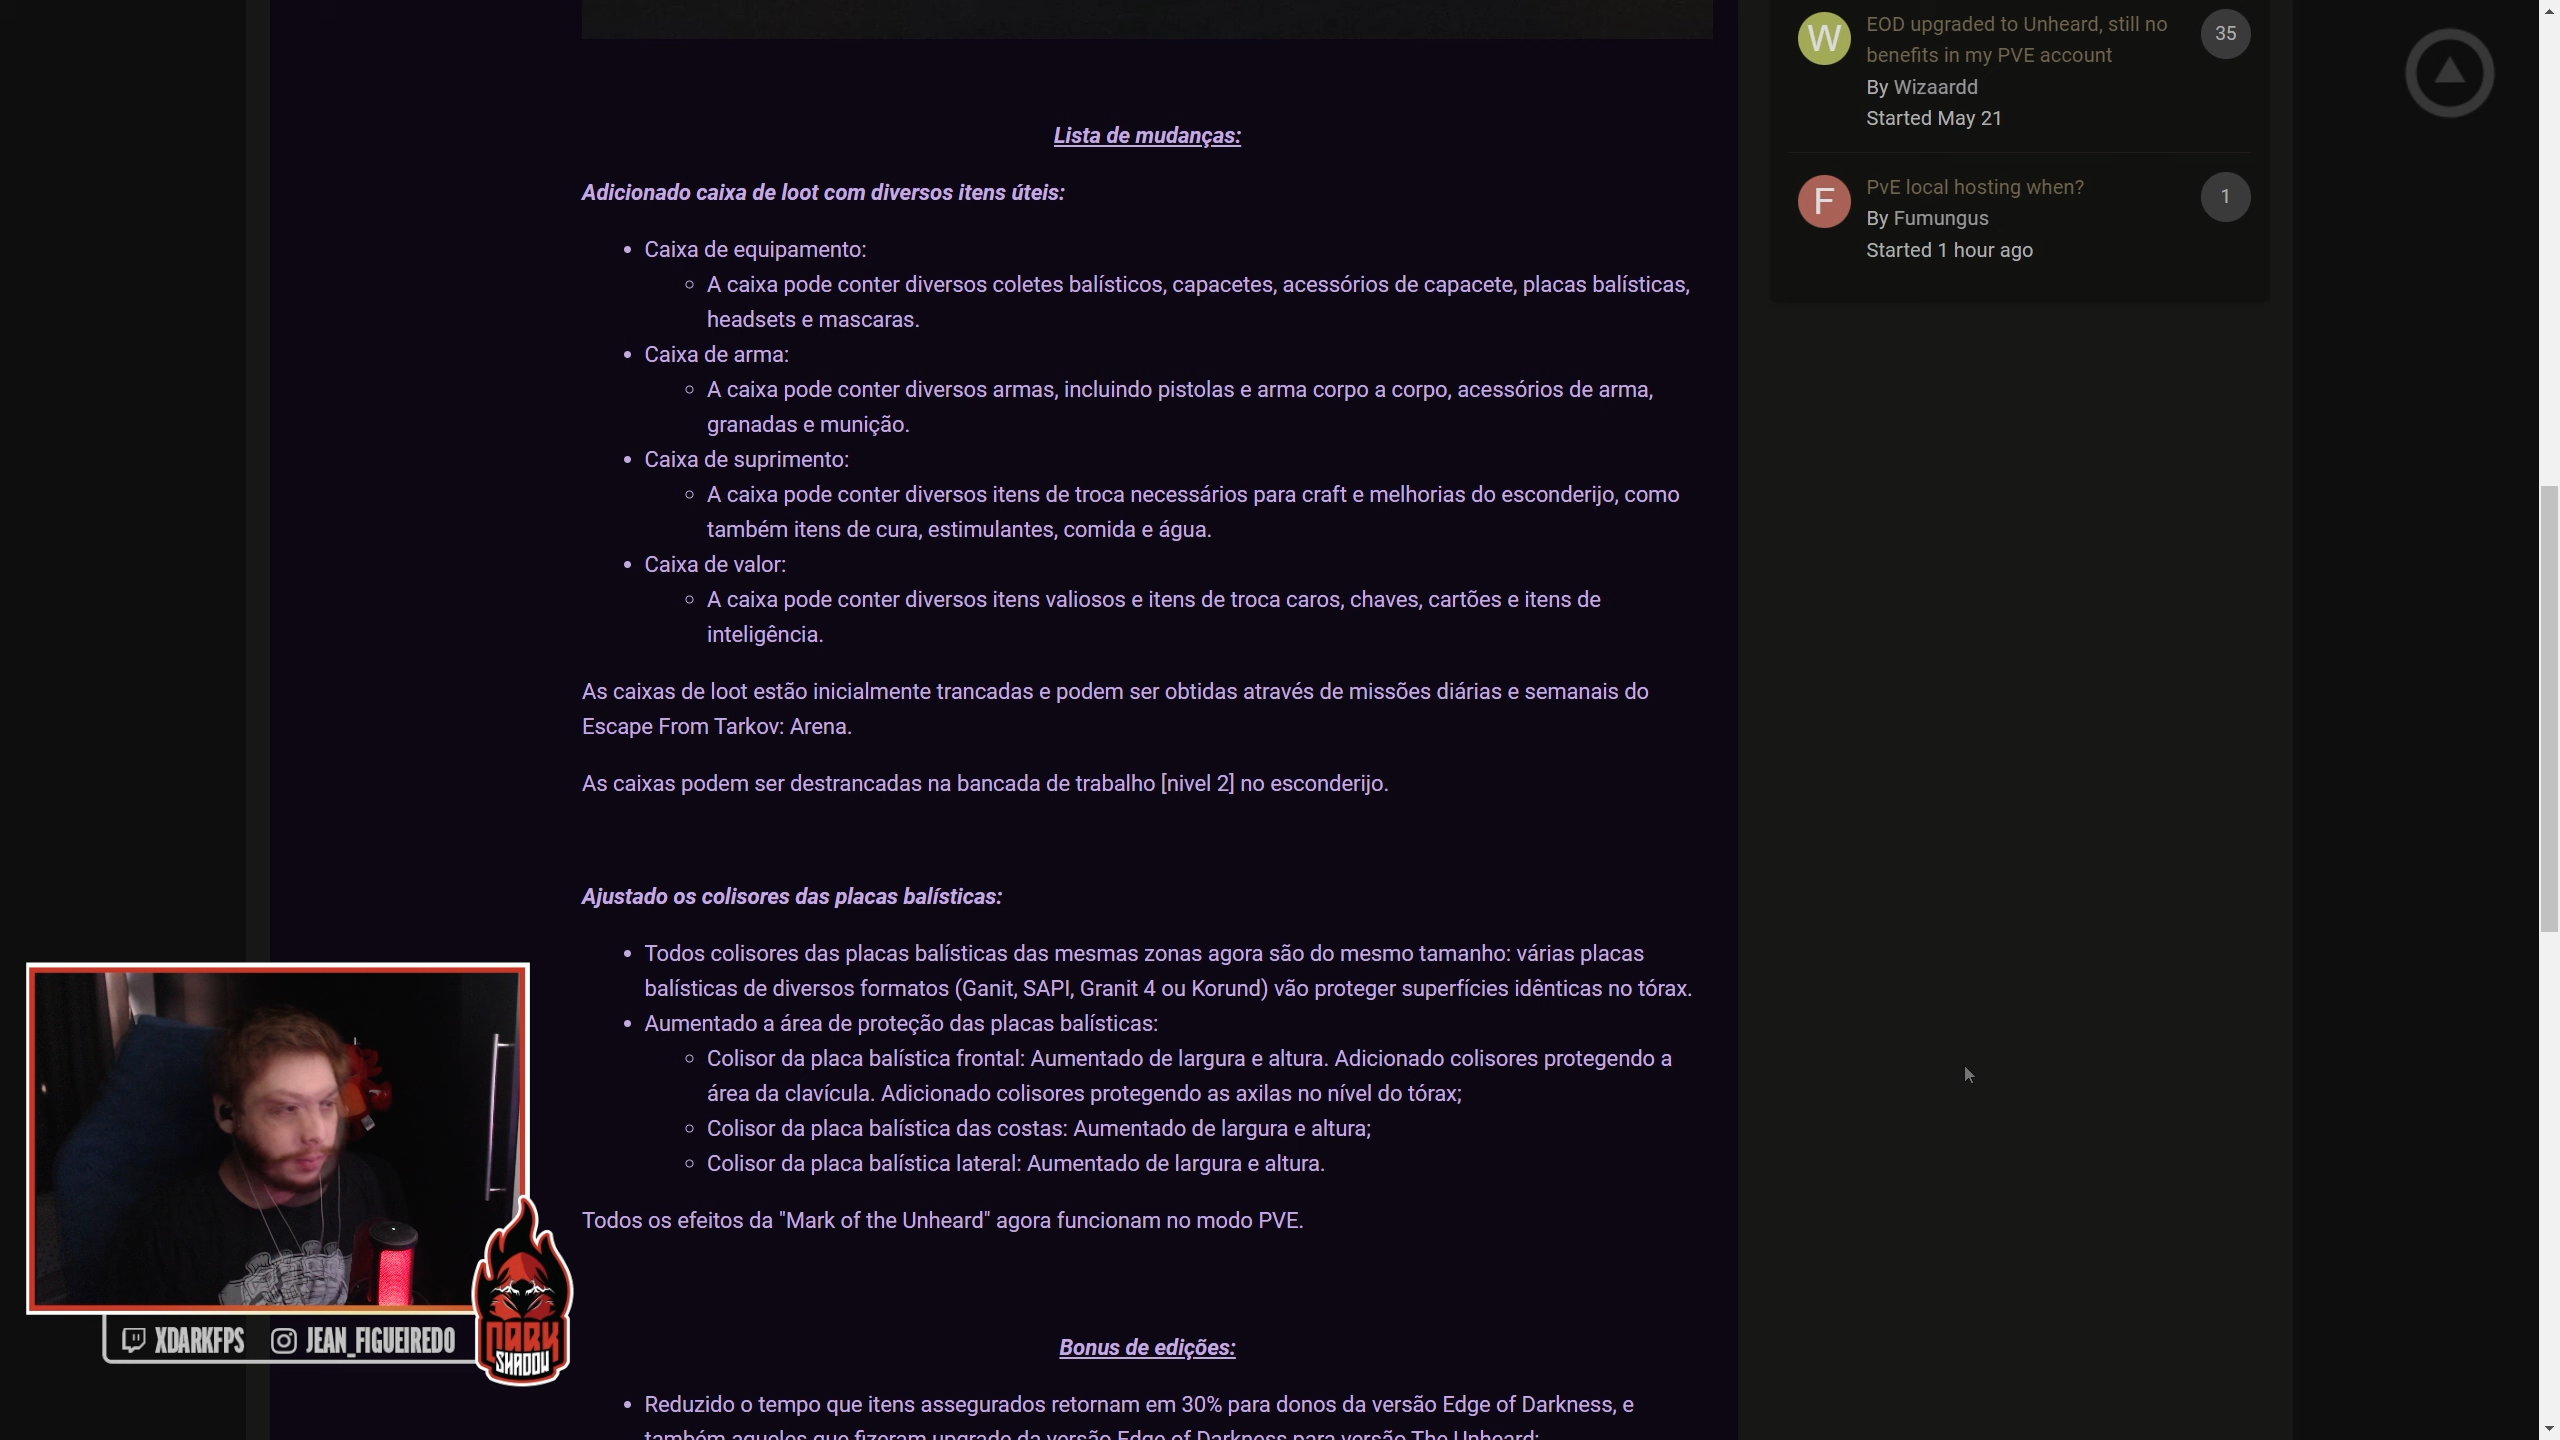 EOD upgraded to Unheard, still no
benefits in my PVE account
By Wizaardd
Started May 21
W
35
PvE local hosting when?
By Fumungus
Started 1 hour ago
F
1
Lista de mudanças:
Adicionado caixa de loot com diversos itens úteis:
• Caixa de equipamento:
◦ A caixa pode conter diversos coletes balísticos, capacetes, acessórios de capacete, placas balísticas,
headsets e mascaras.
• Caixa de arma:
◦ A caixa pode conter diversos armas, incluindo pistolas e arma corpo a corpo, acessórios de arma,
granadas e munição.
• Caixa de suprimento:
◦ A caixa pode conter diversos itens de troca necessários para craft e melhorias do esconderijo, como
também itens de cura, estimulantes, comida e água.
• Caixa de valor:
◦ A caixa pode conter diversos itens valiosos e itens de troca caros, chaves, cartões e itens de
inteligência.
As caixas de loot estão inicialmente trancadas e podem ser obtidas através de missões diárias e semanais do
Escape From Tarkov: Arena.
As caixas podem ser destrancadas na bancada de trabalho [nivel 2] no esconderijo.
Ajustado os colisores das placas balísticas:
• Todos colisores das placas balísticas das mesmas zonas agora são do mesmo tamanho: várias placas
balísticas de diversos formatos (Ganit, SAPI, Granit 4 ou Korund) vão proteger superfícies idênticas no tórax.
• Aumentado a área de proteção das placas balísticas:
◦ Colisor da placa balística frontal: Aumentado de largura e altura. Adicionado colisores protegendo a
área da clavícula. Adicionado colisores protegendo as axilas no nível do tórax;
◦ Colisor da placa balística das costas: Aumentado de largura e altura;
◦ Colisor da placa balística lateral: Aumentado de largura e altura.
Todos os efeitos da "Mark of the Unheard" agora funcionam no modo PVE.
Bonus de edições:
• Reduzido o tempo que itens assegurados retornam em 30% para donos da versão Edge of Darkness, e
também aqueles que fizeram upgrade da versão Edge of Darkness para versão The Unheard;
XDARKFPS JEAN_FIGUEIREDO
DARK
SHADOW